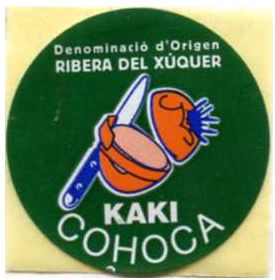 Denominació d'Origen
RIBERA DEL XÚQUER
KAKI
COHOCA